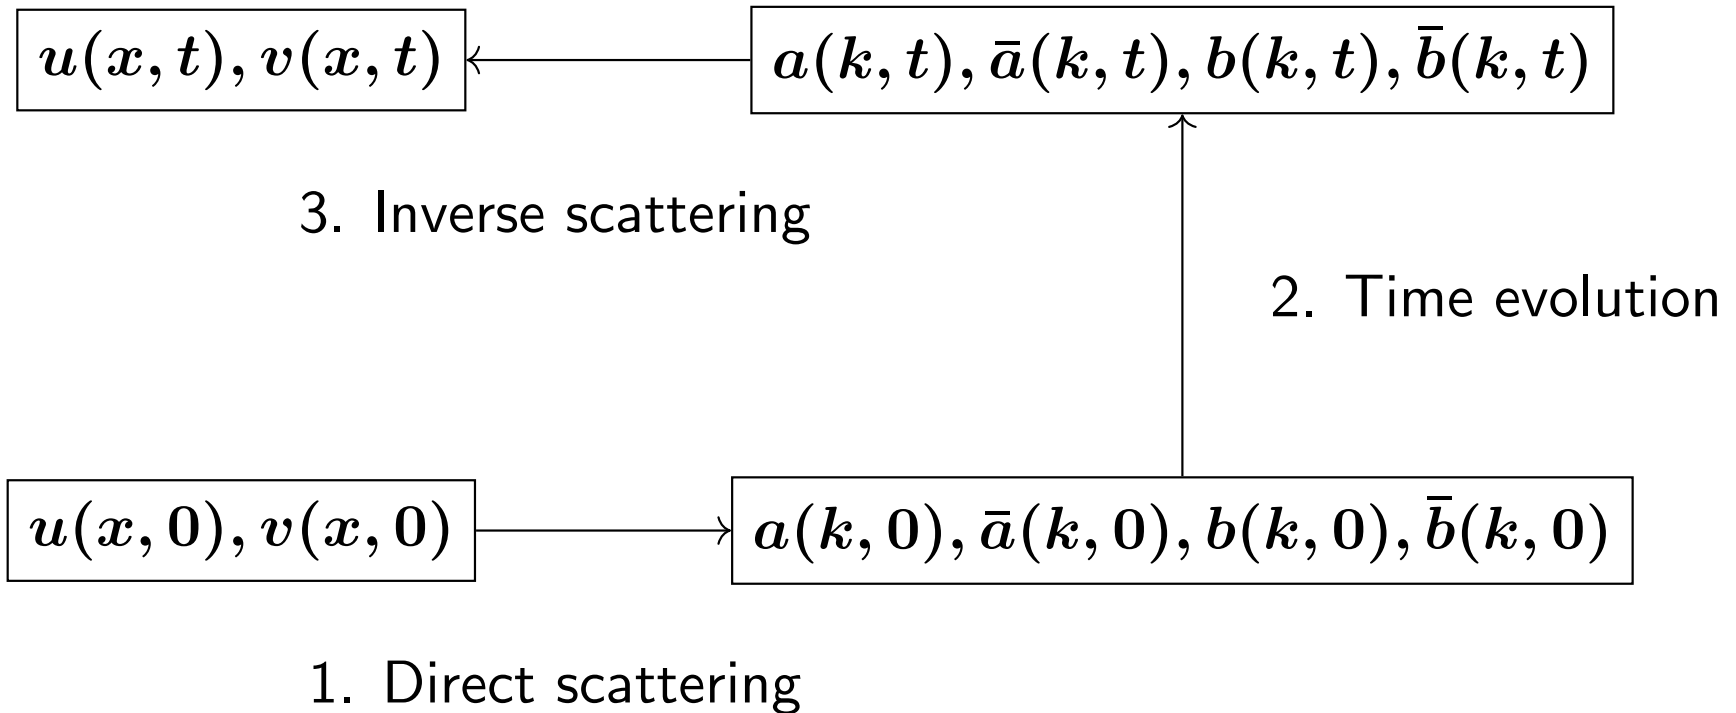 u(x, t), v(x, t)
a(k, t), ā(k, t), b(k, t), b̄(k, t)
3. Inverse scattering
2. Time evolution
u(x, 0), v(x, 0)
a(k, 0), ā(k, 0), b(k, 0), b̄(k, 0)
1. Direct scattering